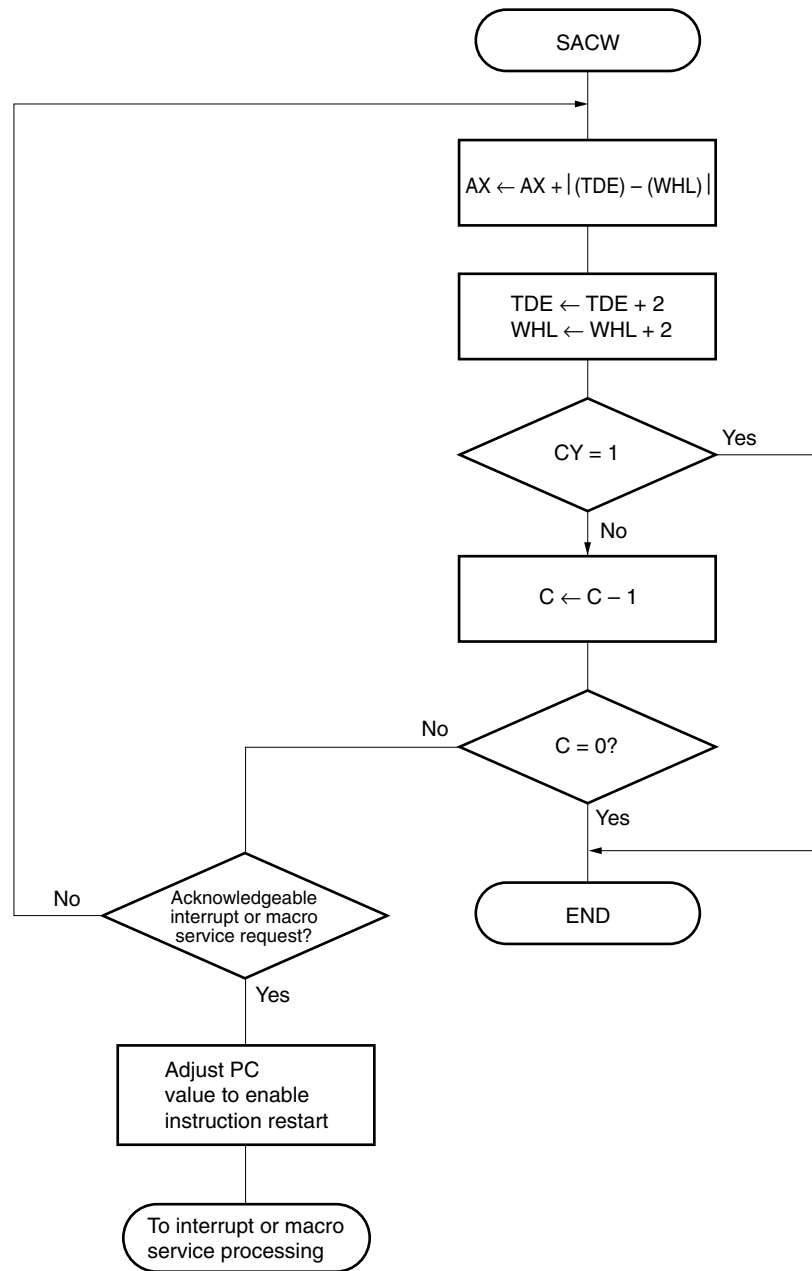 SACW
AX ← AX + | (TDE) – (WHL) |
TDE ← TDE + 2
WHL ← WHL + 2
CY = 1
Yes
No
C ← C – 1
C = 0?
No
Yes
Acknowledgeable
interrupt or macro
service request?
No
Yes
END
Adjust PC
value to enable
instruction restart
To interrupt or macro
service processing